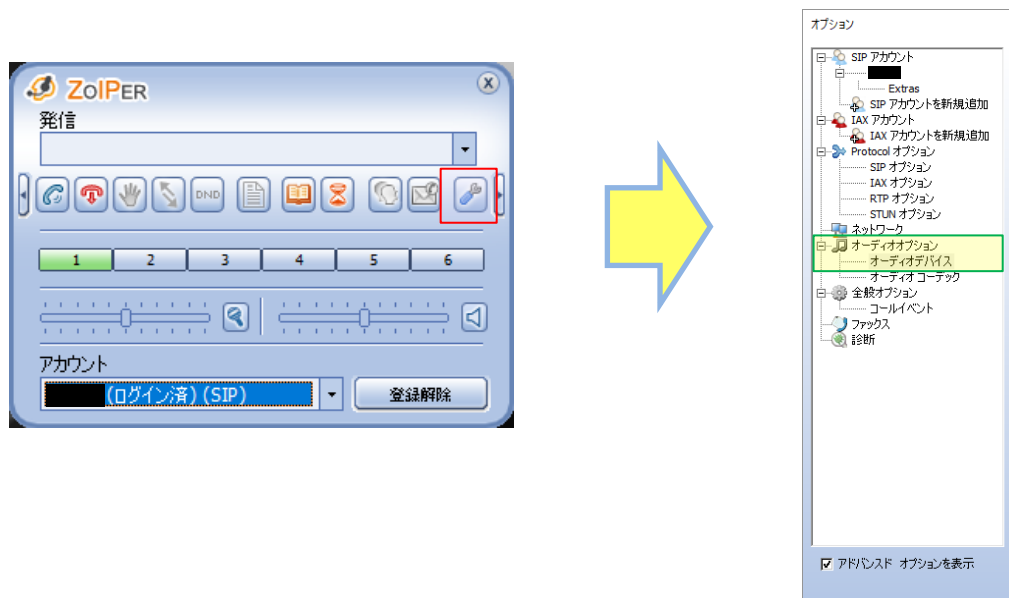 ZOIPER
発信
DND
1 2 3 4 5 6
アカウント
(ログイン済) (SIP)
登録解除
オプション
SIP アカウント
Extras
SIP アカウントを新規追加
IAX アカウント
IAX アカウントを新規追加
Protocol オプション
SIP オプション
IAX オプション
RTP オプション
STUN オプション
ネットワーク
オーディオオプション
オーディオデバイス
オーディオ コーデック
全般オプション
コールイベント
ファックス
診断
アドバンスド オプションを表示